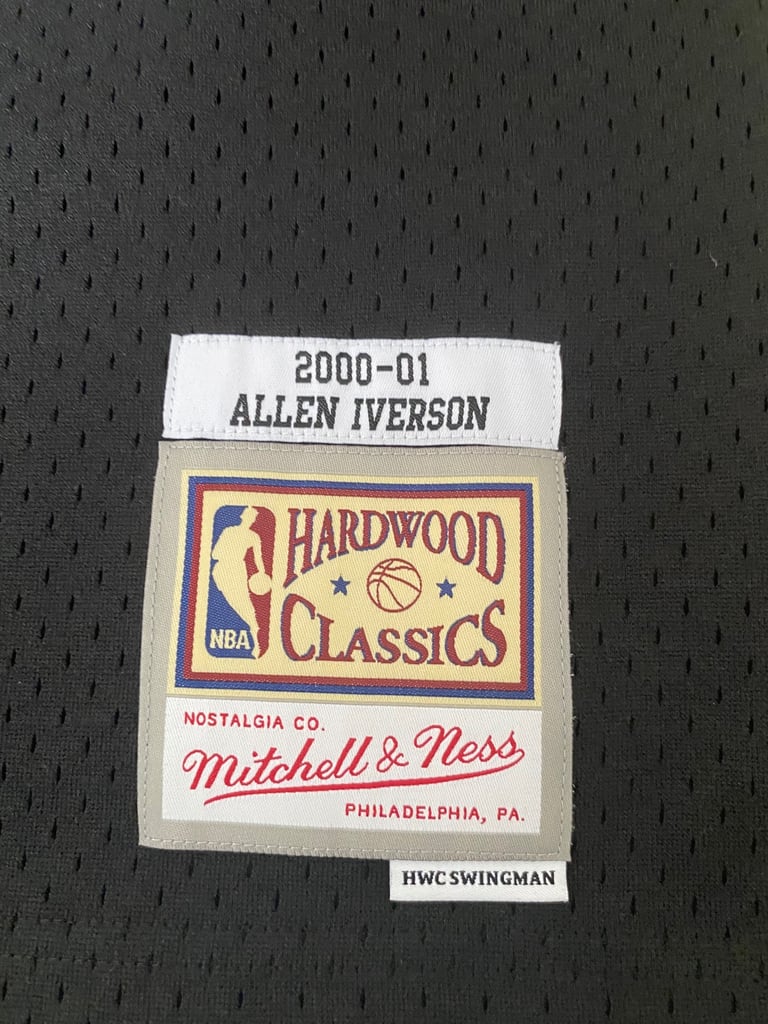 2000-01
ALLEN IVERSON
HARDWOOD
CLASSICS
NBA
NOSTALGIA CO.
Mitchell & Ness
PHILADELPHIA, PA.
HWC SWINGMAN